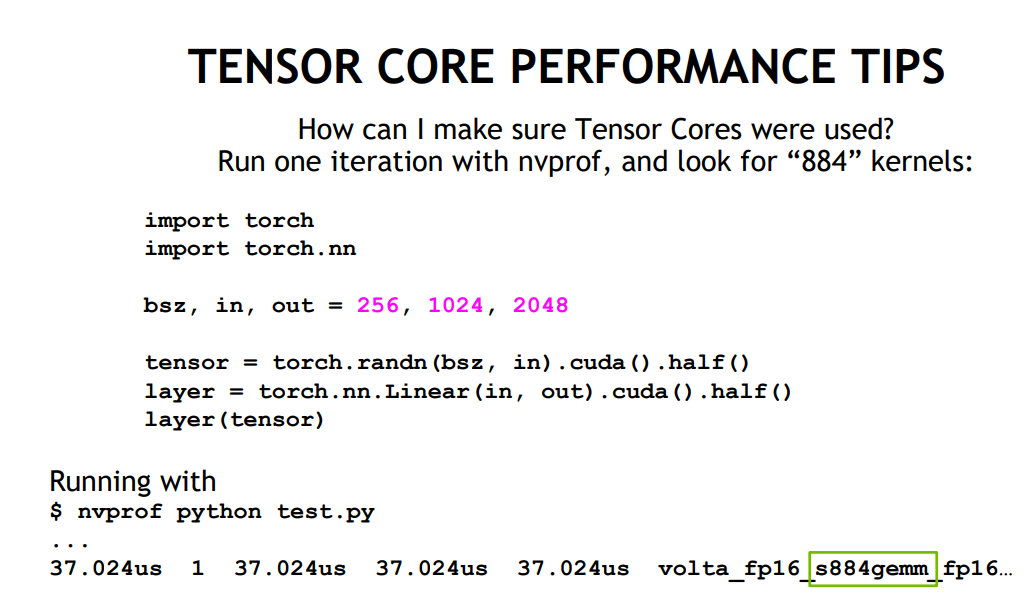 TENSOR CORE PERFORMANCE TIPS
How can I make sure Tensor Cores were used?
Run one iteration with nvprof, and look for “884” kernels:
import torch
import torch.nn
bsz, in, out = 256, 1024, 2048
tensor = torch.randn(bsz, in).cuda().half()
layer = torch.nn.Linear(in, out).cuda().half()
layer(tensor)
Running with
$ nvprof python test.py
...
37.024us 1 37.024us 37.024us 37.024us volta_fp16_s884gemm_fp16…